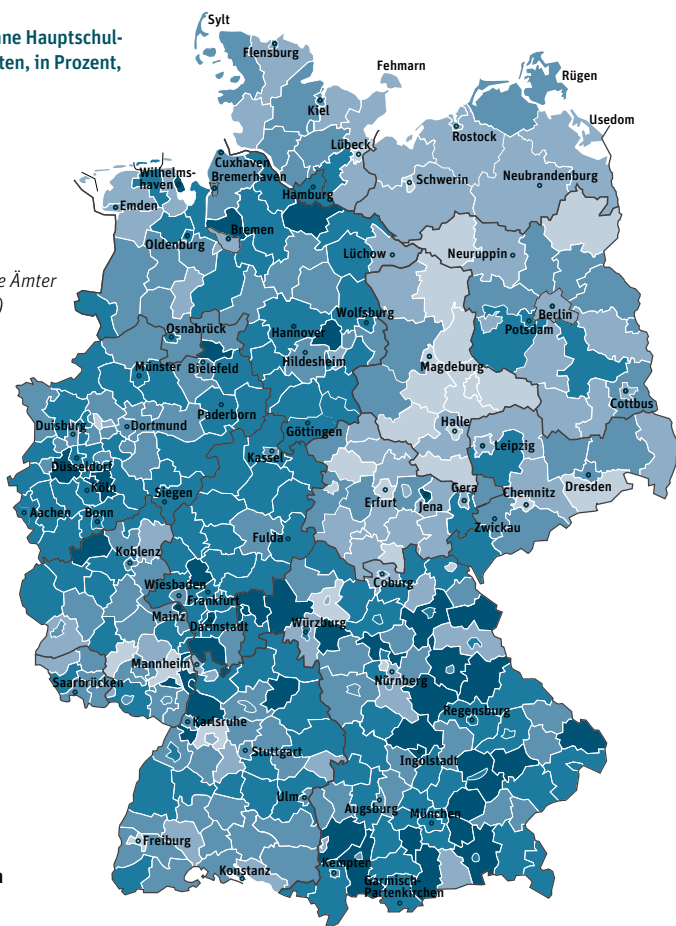 ne Hauptschul-
ten, in Prozent,
e Ämter
)
n
Sylt
Flensburg
Fehmarn
Rügen
Kiel
Usedom
Lübeck
Rostock
Cuxhaven
Wilhelms-
haven
Bremerhaven
Schwerin
Neubrandenburg
Hamburg
Emden
Bremen
Oldenburg
Lüchow
Neuruppin
Berlin
Wolfsburg
Potsdam
Osnabrück
Hannover
Hildesheim
Magdeburg
Münster
Bielefeld
Cottbus
Paderborn
Halle
Duisburg
Dortmund
Göttingen
Leipzig
Kassel
Düsseldorf
Köln
Gera
Chemnitz
Dresden
Siegen
Erfurt
Jena
Aachen
Bonn
Zwickau
Fulda
Koblenz
Coburg
Wiesbaden
Frankfurt
Mainz
Darmstadt
Würzburg
Mannheim
Nürnberg
Saarbrücken
Regensburg
Karlsruhe
Stuttgart
Ingolstadt
Ulm
Augsburg
München
Freiburg
Kempten
Konstanz
Garmisch-
Partenkirchen